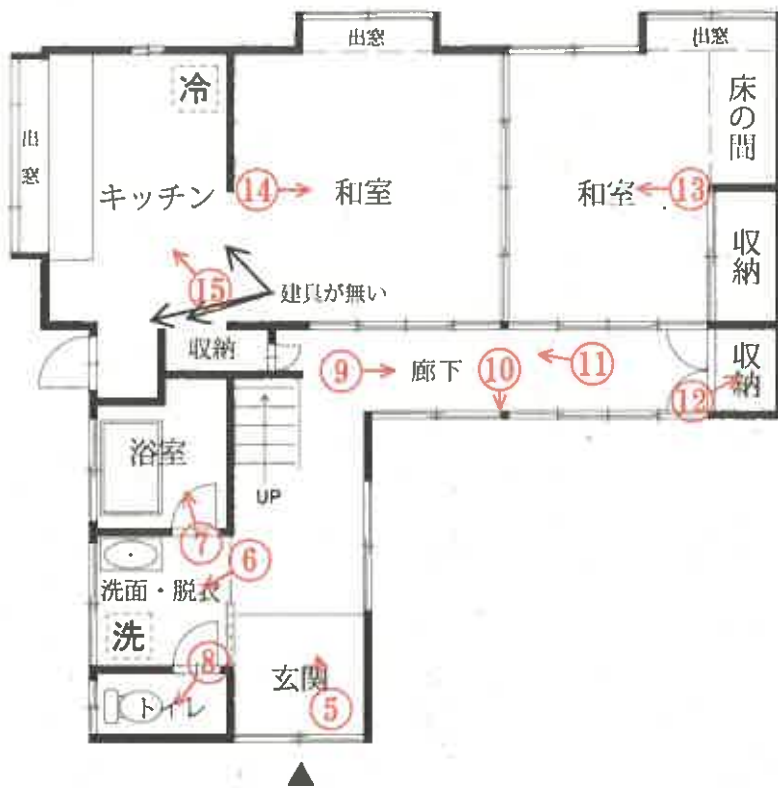 出窓
出窓
冷
出窓
床の間
キッチン
⑭
和室
和室
⑬
収納
⑮
建具が無い
収納
⑨
廊下
⑩
⑪
収納
⑫
浴室
UP
⑦
⑥
洗面・脱衣
洗
⑧
玄関
⑤
トイレ